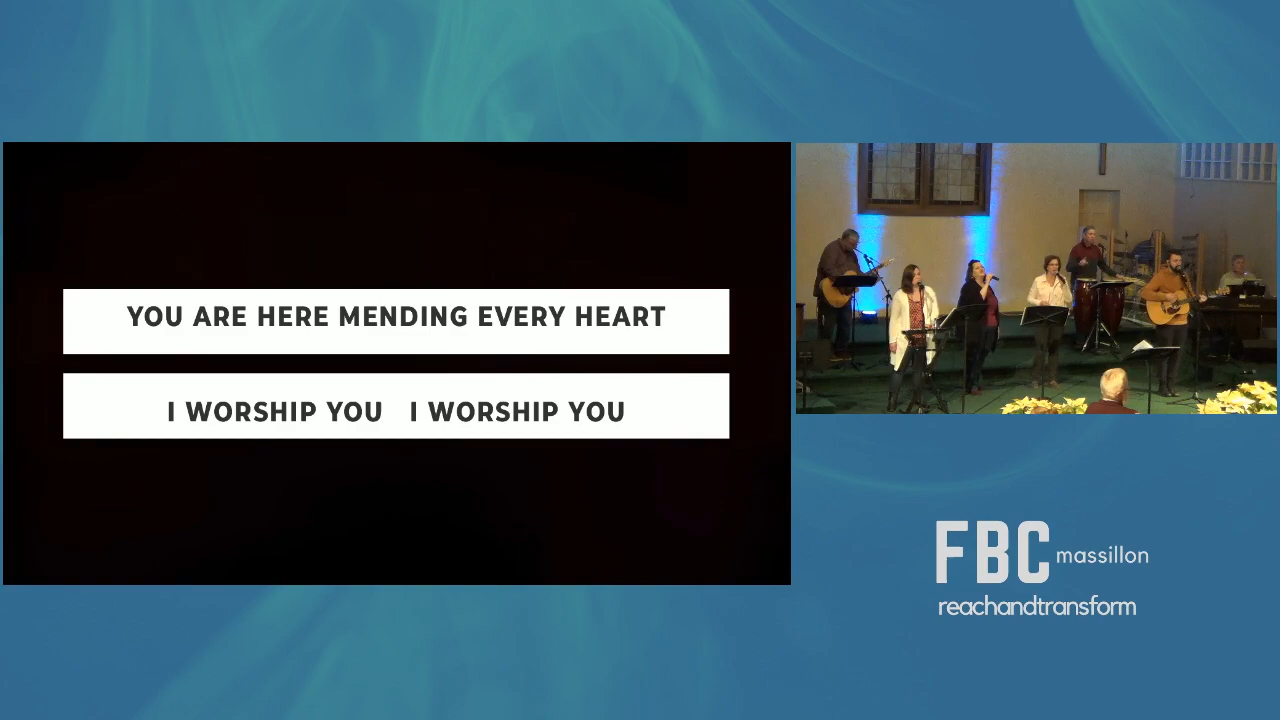 YOU ARE HERE MENDING EVERY HEART
I WORSHIP YOU I WORSHIP YOU
FBC massillon
reachandtransform